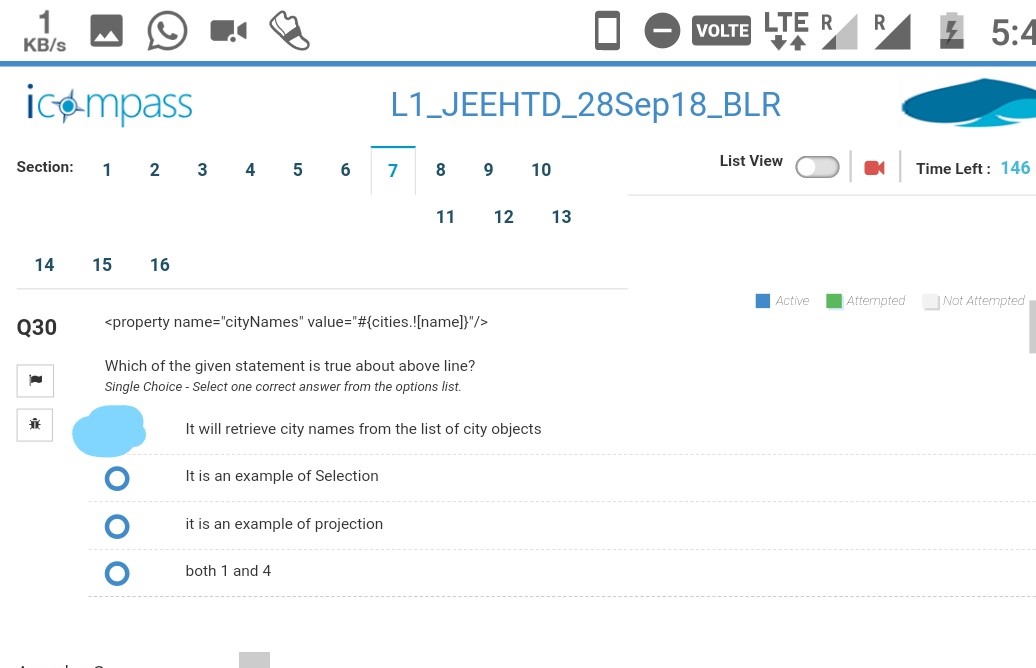 1
KB/s
VOLTE
LTE
R
R
5:4
icompass
L1_JEEHTD_28Sep18_BLR
Section: 1 2 3 4 5 6 7 8 9 10
List View
Time Left : 146
11 12 13
14 15 16
Active Attempted Not Attempted
Q30
<property name="cityNames" value="#{cities.![name]}"/>
Which of the given statement is true about above line?
Single Choice - Select one correct answer from the options list.
It will retrieve city names from the list of city objects
It is an example of Selection
it is an example of projection
both 1 and 4